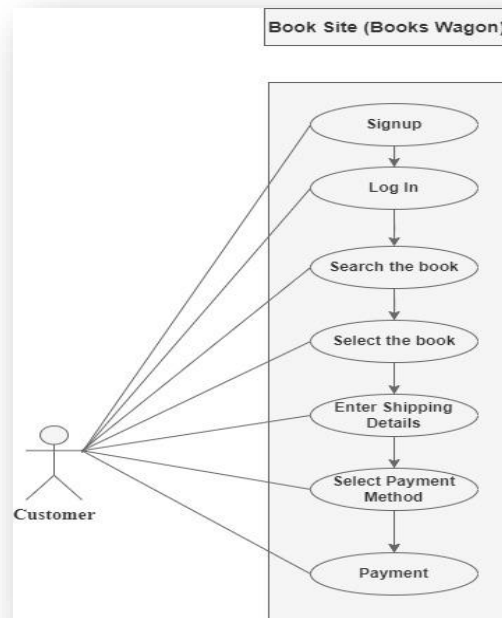 Book Site (Books Wagon)
Signup
Log In
Search the book
Select the book
Enter Shipping
Details
Select Payment
Method
Payment
Customer